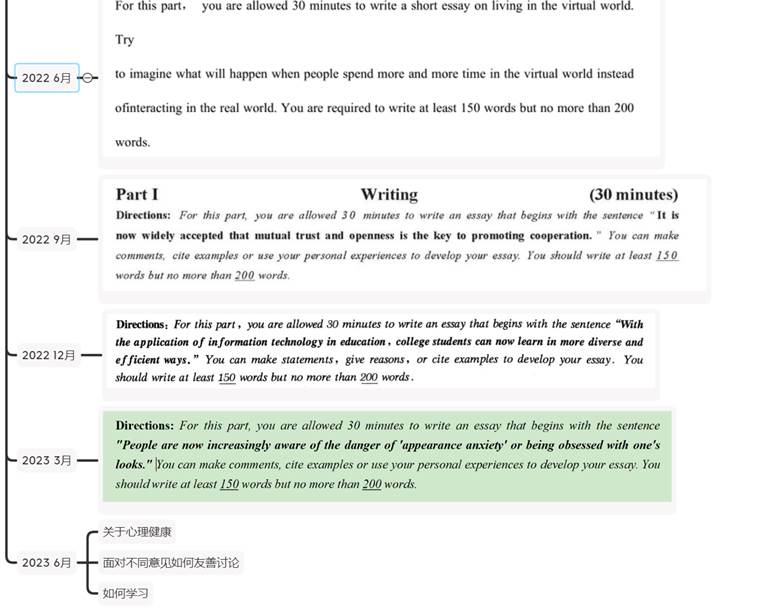 For this part， you are allowed 30 minutes to write a short essay on living in the virtual world.
Try
2022 6月
to imagine what will happen when people spend more and more time in the virtual world instead
ofinteracting in the real world. You are required to write at least 150 words but no more than 200
words.
Part I Writing (30 minutes)
Directions: For this part, you are allowed 30 minutes to write an essay that begins with the sentence "It is
2022 9月
now widely accepted that mutual trust and openness is the key to promoting cooperation. " You can make
comments, cite examples or use your personal experiences to develop your essay. You should write at least 150
words but no more than 200 words.
Directions: For this part, you are allowed 30 minutes to write an essay that begins with the sentence “With
the application of information technology in education, college students can now learn in more diverse and
2022 12月
efficient ways.” You can make statements, give reasons, or cite examples to develop your essay. You
should write at least 150 words but no more than 200 words.
Directions: For this part, you are allowed 30 minutes to write an essay that begins with the sentence
"People are now increasingly aware of the danger of 'appearance anxiety' or being obsessed with one's
2023 3月
looks." You can make comments, cite examples or use your personal experiences to develop your essay. You
should write at least 150 words but no more than 200 words.
2023 6月
关于心理健康
面对不同意见如何友善讨论
如何学习